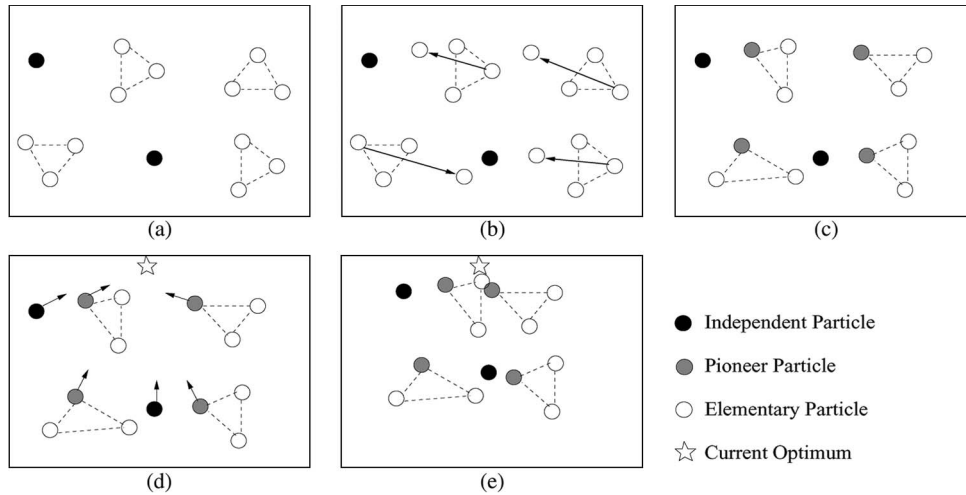 (a)
(b)
(c)
(d)
(e)
Independent Particle
Pioneer Particle
Elementary Particle
Current Optimum